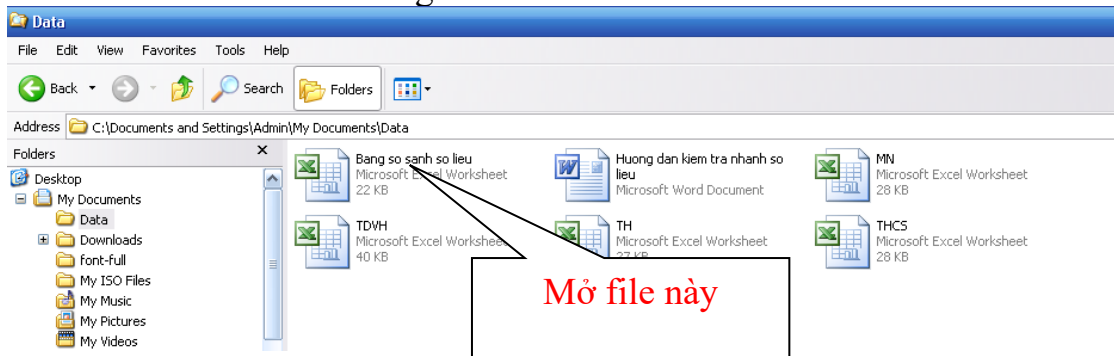 g
Data
File Edit View Favorites Tools Help
Back Search Folders
Address C:\Documents and Settings\Admin\My Documents\Data
Folders x
Desktop
My Documents
Data
Downloads
font-full
My ISO Files
My Music
My Pictures
My Videos
Bang so sanh so lieu
Microsoft Excel Worksheet
22 KB
Huong dan kiem tra nhanh so
lieu
Microsoft Word Document
MN
Microsoft Excel Worksheet
28 KB
TDVH
Microsoft Excel Worksheet
40 KB
TH
Microsoft Excel Worksheet
27 KB
THCS
Microsoft Excel Worksheet
28 KB
Mở file này